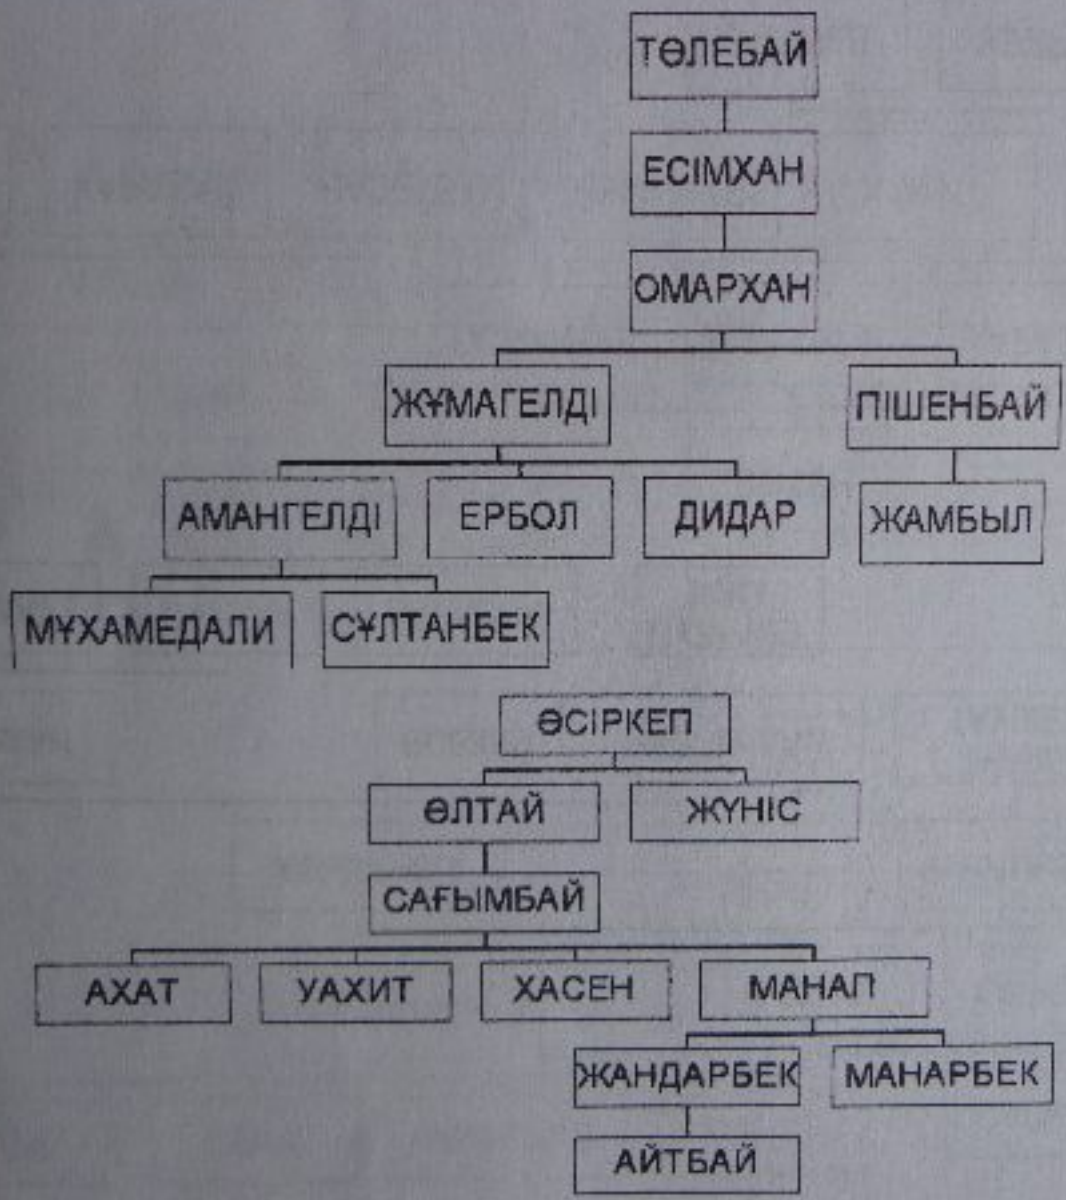 ТӨЛЕБАЙ
ЕСІМХАН
ОМАРХАН
ЖҰМАГЕЛДІ ПІШЕНБАЙ
АМАНГЕЛДІ ЕРБОЛ ДИДАР ЖАМБЫЛ
МҰХАМЕДАЛИ СҰЛТАНБЕК
ӘСІРКЕП
ӨЛТАЙ ЖҮНІС
САҒЫМБАЙ
АХАТ УАХИТ ХАСЕН МАНАП
ЖАНДАРБЕК МАНАРБЕК
АЙТБАЙ